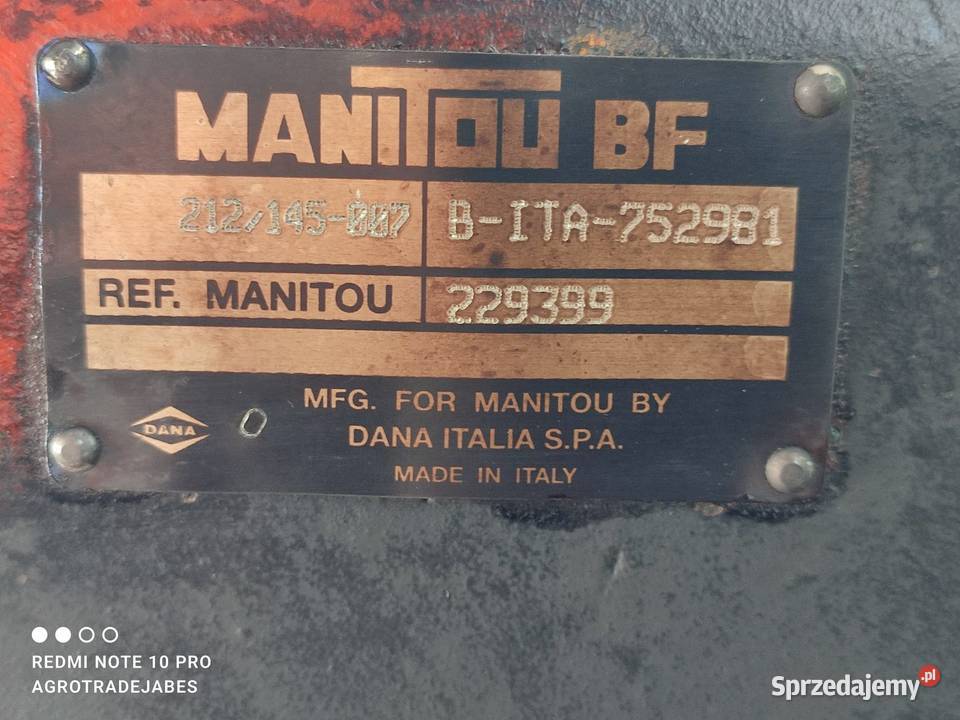 MANITOU BF
212/145-007 B-ITA-752981
REF. MANITOU 229399
MFG. FOR MANITOU BY
DANA ITALIA S.P.A.
MADE IN ITALY
DANA 0
REDMI NOTE 10 PRO
AGROTRADEJABES
Sprzedajemy.pl